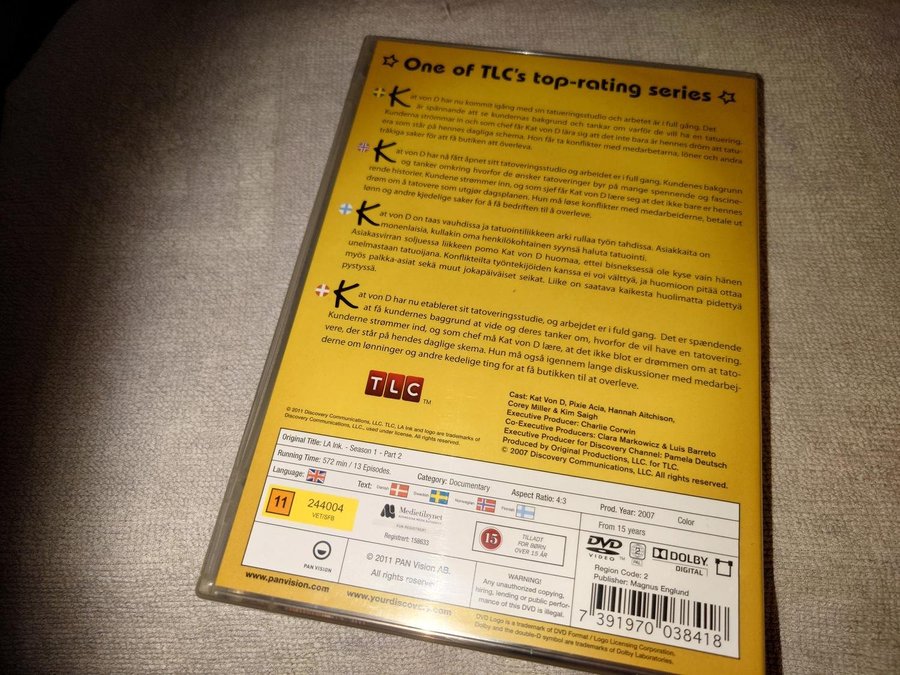 One of TLC's top-rating series
Kat von D har nu kommit igång med sin tatueringsstudio och arbetet är i full gång. Det
är spännande att se kundernas bakgrund och tankar om varför de vill ha en tatuering.
Kunderna strömmar in och som chef får Kat von D lära sig att det inte bara är hennes dröm att tatu-
era som står på hennes dagliga schema. Hon får ta konflikter med medarbetarna, löner och andra
tråkiga saker för att få butiken att överleva.
Kat von D har nå fått åpnet sitt tatoveringsstudio og arbeidet er i full gang. Kundenes bakgrunn
og tanker omkring hvorfor de ønsker tatoveringer byr på mange spennende og fascine-
rende historier. Kundene strømmer inn, og som sjef får Kat von D lære seg at det ikke bare er hennes
drøm om å tatovere som utgjør dagsplanen. Hun må løse konflikter med medarbeiderne, betale ut
lønn og andre kjedelige saker for å få bedriften til å overleve.
Kat von D on taas vauhdissa ja tatuointiliikkeen arki rullaa työn tahdissa. Asiakkaita on
monenlaisia, kullakin oma henkilökohtainen syynsä haluta tatuointi.
Asiakasvirran soljuessa liikkeen pomo Kat von D huomaa, ettei bisneksessä ole kyse vain hänen
unelmastaan tatuoijana. Konflikteilta työntekijöiden kanssa ei voi välttyä, ja huomioon pitää ottaa
myös palkka-asiat sekä muut jokapäiväiset seikat. Liike on saatava kaikesta huolimatta pidettyä
pystyssä.
Kat von D har nu etableret sit tatoveringsstudie, og arbejdet er i fuld gang. Det er spændende
at få kundernes baggrund at vide og deres tanker om, hvorfor de vil have en tatovering.
Kunderne strømmer ind, og som chef må Kat von D lære, at det ikke blot er drømmen om at tato-
vere, der står på hendes daglige skema. Hun må også igennem lange diskussioner med medarbej-
derne om lønninger og andre kedelige ting for at få butikken til at overleve.
TLC TM
© 2011 Discovery Communications, LLC. TLC, LA Ink and logo are trademarks of
Discovery Communications, LLC., used under license. All rights reserved.
Cast: Kat Von D, Pixie Acia, Hannah Aitchison,
Corey Miller & Kim Saigh
Executive Producer: Charlie Corwin
Co-Executive Producers: Clara Markowicz & Luis Barreto
Executive Producer for Discovery Channel: Pamela Deutsch
Produced by Original Productions, LLC. for TLC.
© 2007 Discovery Communications, LLC. All rights reserved.
Original Title: LA Ink. - Season 1 - Part 2
Running Time: 572 min / 13 Episodes.
Category: Documentary
Aspect Ratio: 4:3
Prod. Year: 2007
Color
Language:
Text: Danish Swedish Norwegian Finnish
From 15 years
11
244004
VET/SFB
Medietilsynet
NORWEGIAN MEDIA AUTHORITY
FOR REGISTRERT
Registrert: 158633
15
TILLADT
FOR BØRN
OVER 15 ÅR
DVD VIDEO
2 PAL
DOLBY DIGITAL
Region Code: 2
Publisher: Magnus Englund
PAN VISION
© 2011 PAN Vision AB.
All rights reserved.
WARNING!
Any unauthorized copying,
hiring, lending or public perfor-
mance of this DVD is illegal.
7 391970 038418
www.panvision.com
www.yourdiscovery.com
DVD Logo is a trademark of DVD Format / Logo Licensing Corporation.
Dolby and the double-D symbol are trademarks of Dolby Laboratories.